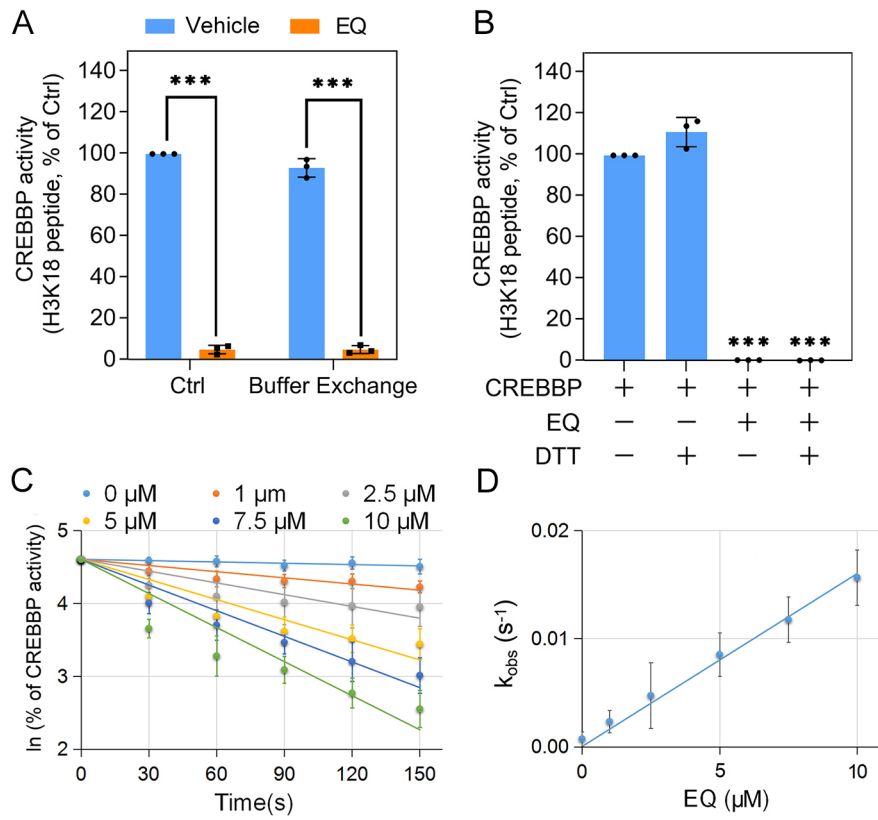 A
Vehicle EQ
CREBBP activity
(H3K18 peptide, % of Ctrl)
140
120
100
80
60
40
20
0
***
***
Ctrl Buffer Exchange
B
CREBBP activity
(H3K18 peptide, % of Ctrl)
140
120
100
80
60
40
20
0
*** ***
CREBBP + + + +
EQ − − + +
DTT − + − +
C
0 μM 1 μm 2.5 μM
5 μM 7.5 μM 10 μM
ln (% of CREBBP activity)
5
4
3
2
0 30 60 90 120 150
Time(s)
D
kobs (s-1)
0.02
0.01
0.00
0 5 10
EQ (μM)